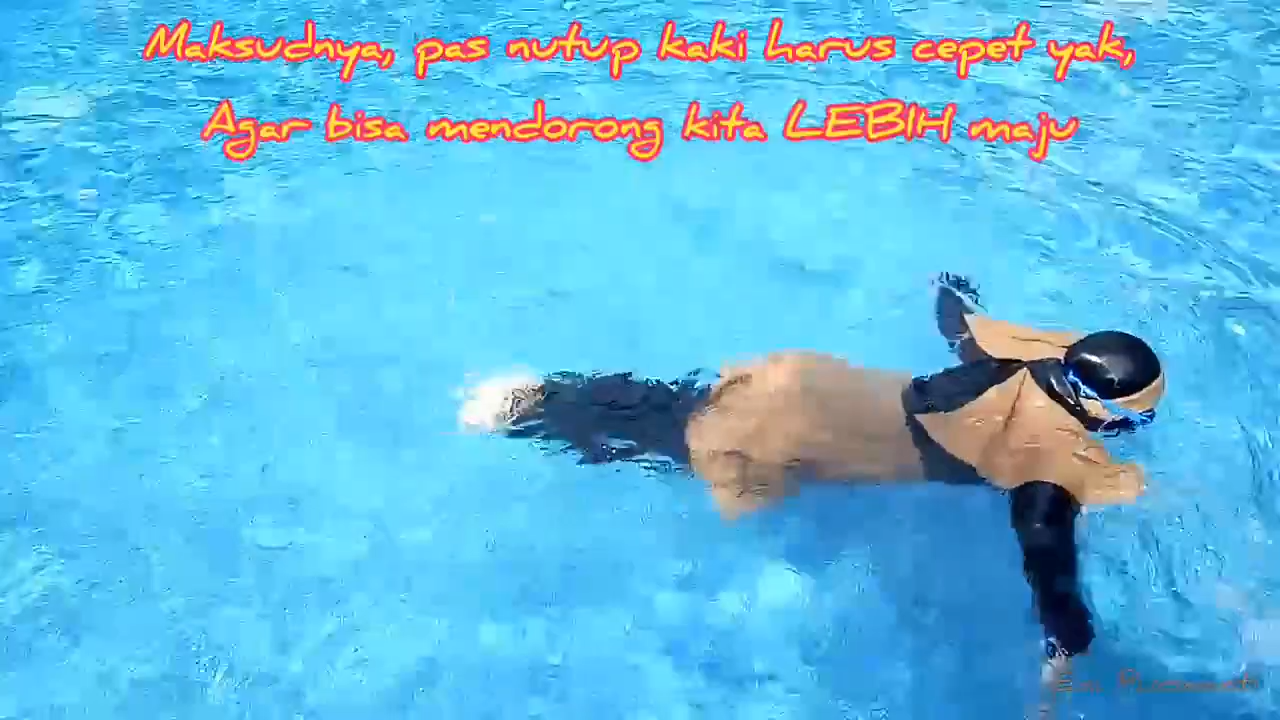 Maksudnya, pas nutup kaki harus cepet yak,
Agar bisa mendorong kita LEBIH maju